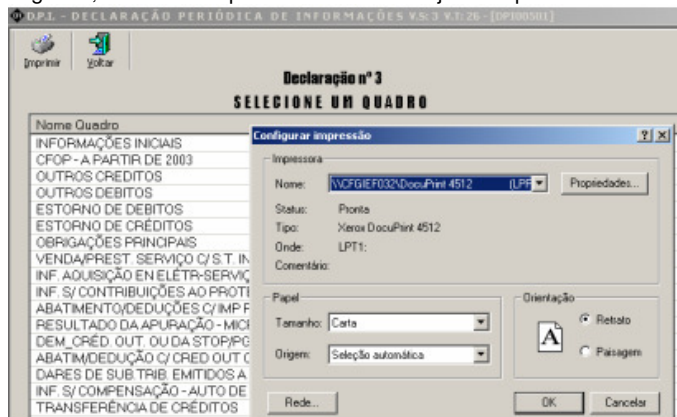 D.P.I. - DECLARAÇÃO PERIÓDICA DE INFORMAÇÕES V.S: 3 V.T: 26 - [DPI00501]
Imprimir Voltar
Declaração nº 3
SELECIONE UM QUADRO
Nome Quadro
INFORMAÇÕES INICIAIS
CFOP - A PARTIR DE 2003
OUTROS CREDITOS
OUTROS DEBITOS
ESTORNO DE DEBITOS
ESTORNO DE CRÉDITOS
OBRIGAÇÕES PRINCIPAIS
VENDA/PREST. SERVIÇO C/ S.T. IN
INF. AQUISIÇÃO EN ELÉTR-SERVIÇ
INF. S/ CONTRIBUIÇÕES AO PROTE
ABATIMENTO/DEDUÇÕES C/ IMP F
RESULTADO DA APURAÇÃO - MICF
DEM_CRÉD. OUT. OU DA STOP/PG
ABATIM/DEDUÇÃO C/ CRED OUT C
DARES DE SUB.TRIB. EMITIDOS A
INF. S/ COMPENSAÇÃO - AUTO DE
TRANSFERÊNCIA DE CRÉDITOS
Configurar impressão
Impressora
Nome: \\CFGIEF032\DocuPrint 4512 (LPF Propriedades...
Status: Pronta
Tipo: Xerox DocuPrint 4512
Onde: LPT1:
Comentário:
Papel
Tamanho: Carta
Origem: Seleção automática
Orientação
A
Retrato
Paisagem
Rede... OK Cancelar